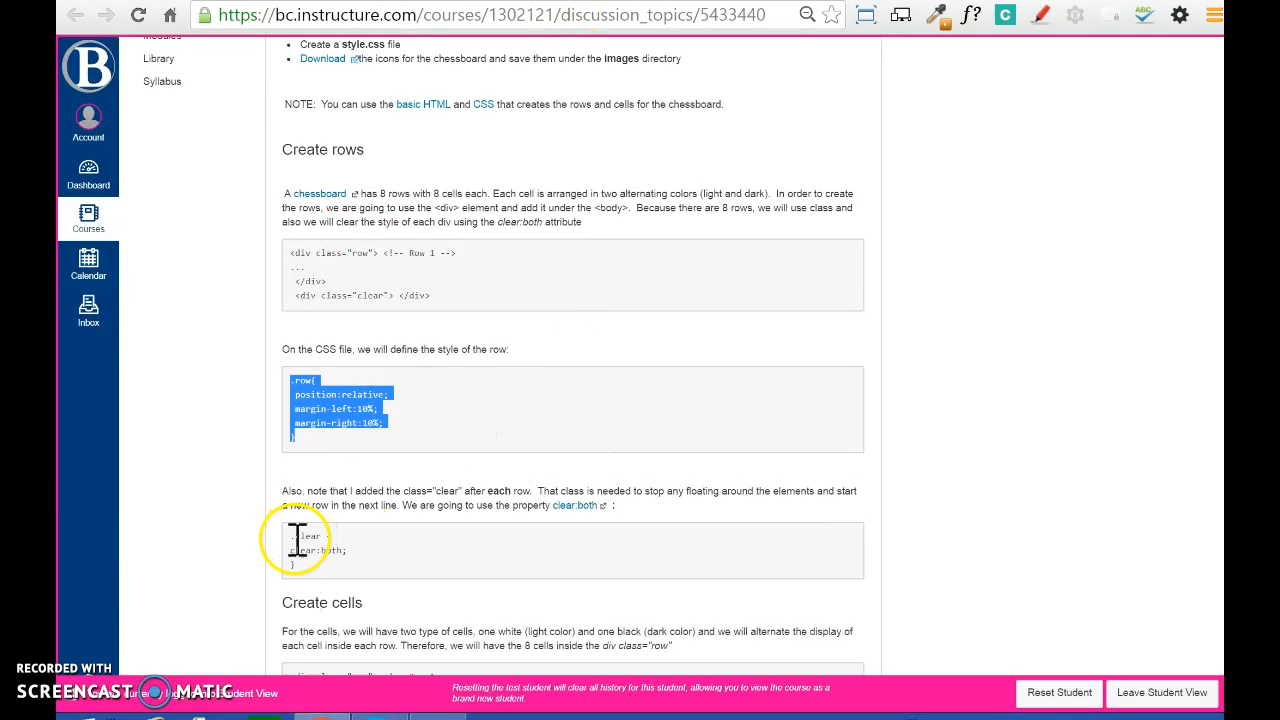 https://bc.instructure.com/courses/1302121/discussion_topics/5433440
f?
C
ABC
B
Account
Dashboard
Courses
Calendar
Inbox
Modules
Library
Syllabus
• Create a style.css file
• Download the icons for the chessboard and save them under the images directory
NOTE: You can use the basic HTML and CSS that creates the rows and cells for the chessboard.
Create rows
A chessboard has 8 rows with 8 cells each. Each cell is arranged in two alternating colors (light and dark). In order to create
the rows, we are going to use the <div> element and add it under the <body>. Because there are 8 rows, we will use class and
also we will clear the style of each div using the clear:both attribute
<div class="row"> <!-- Row 1 -->
...
</div>
<div class="clear"> </div>
On the CSS file, we will define the style of the row:
.row{
position:relative;
margin-left:10%;
margin-right:10%;
}
Also, note that I added the class="clear" after each row. That class is needed to stop any floating around the elements and start
a new row in the next line. We are going to use the property clear:both :
.clear {
clear:both;
}
Create cells
For the cells, we will have two type of cells, one white (light color) and one black (dark color) and we will alternate the display of
each cell inside each row. Therefore, we will have the 8 cells inside the div class="row"
RECORDED WITH
SCREENCAST MATIC
Student View
Resetting the test student will clear all history for this student, allowing you to view the course as a
brand new student.
Reset Student
Leave Student View